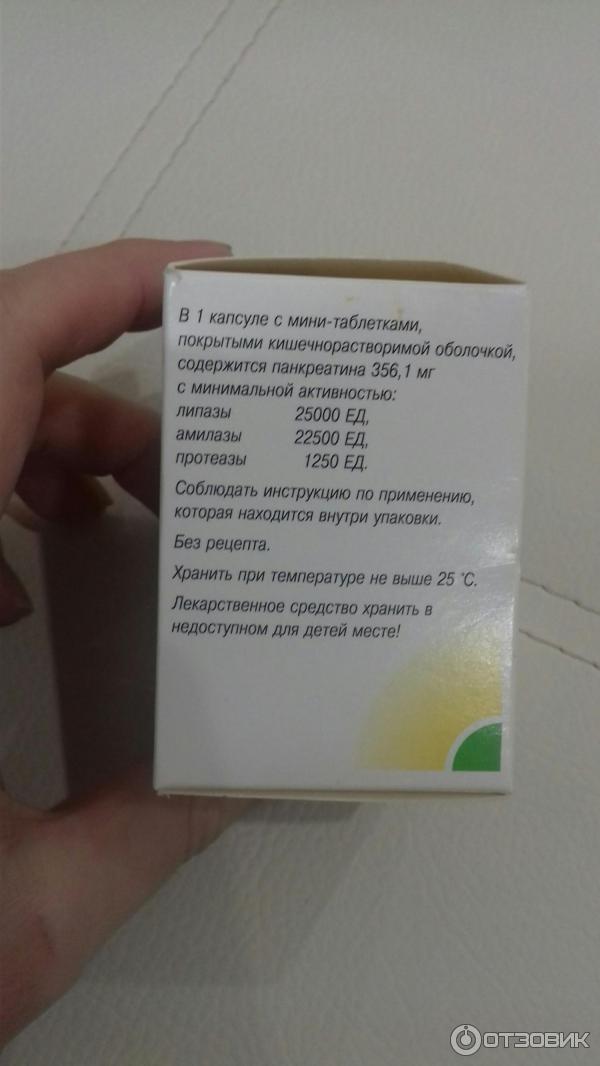 В 1 капсуле с мини-таблетками,
покрытыми кишечнорастворимой оболочкой,
содержится панкреатина 356,1 мг
с минимальной активностью:
липазы 25000 ЕД,
амилазы 22500 ЕД,
протеазы 1250 ЕД.
Соблюдать инструкцию по применению,
которая находится внутри упаковки.
Без рецепта.
Хранить при температуре не выше 25 °С.
Лекарственное средство хранить в
недоступном для детей месте!
ОТЗОВИК